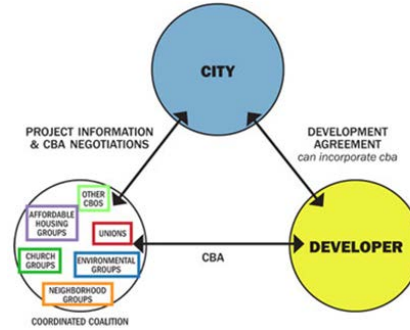 CITY
PROJECT INFORMATION
& CBA NEGOTIATIONS
DEVELOPMENT
AGREEMENT
can incorporate cba
OTHER
CBOS
AFFORDABLE
HOUSING
GROUPS
UNIONS
CHURCH
GROUPS
ENVIRONMENTAL
GROUPS
NEIGHBORHOOD
GROUPS
CBA
DEVELOPER
COORDINATED COALITION